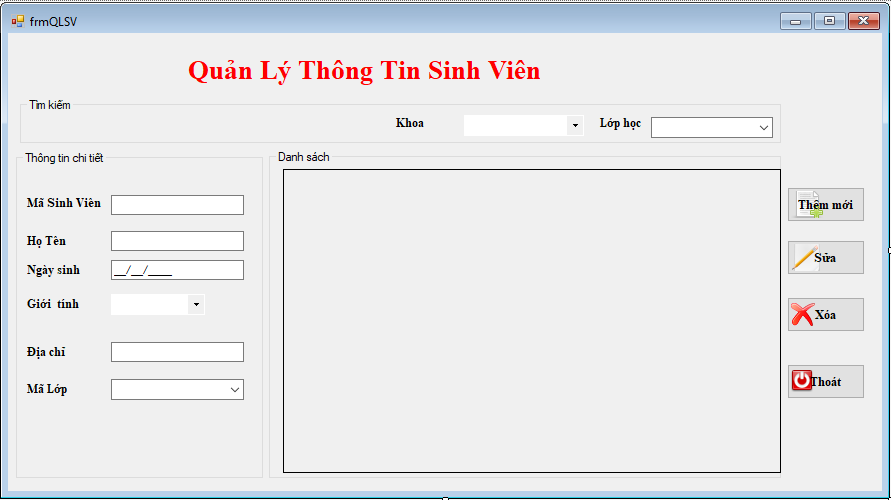 frmQLSV
Quản Lý Thông Tin Sinh Viên
Tìm kiếm
Khoa
Lớp học
Thông tin chi tiết
Danh sách
Mã Sinh Viên
Họ Tên
Ngày sinh
__/__/____
Giới tính
Địa chỉ
Mã Lớp
Thêm mới
Sửa
Xóa
Thoát